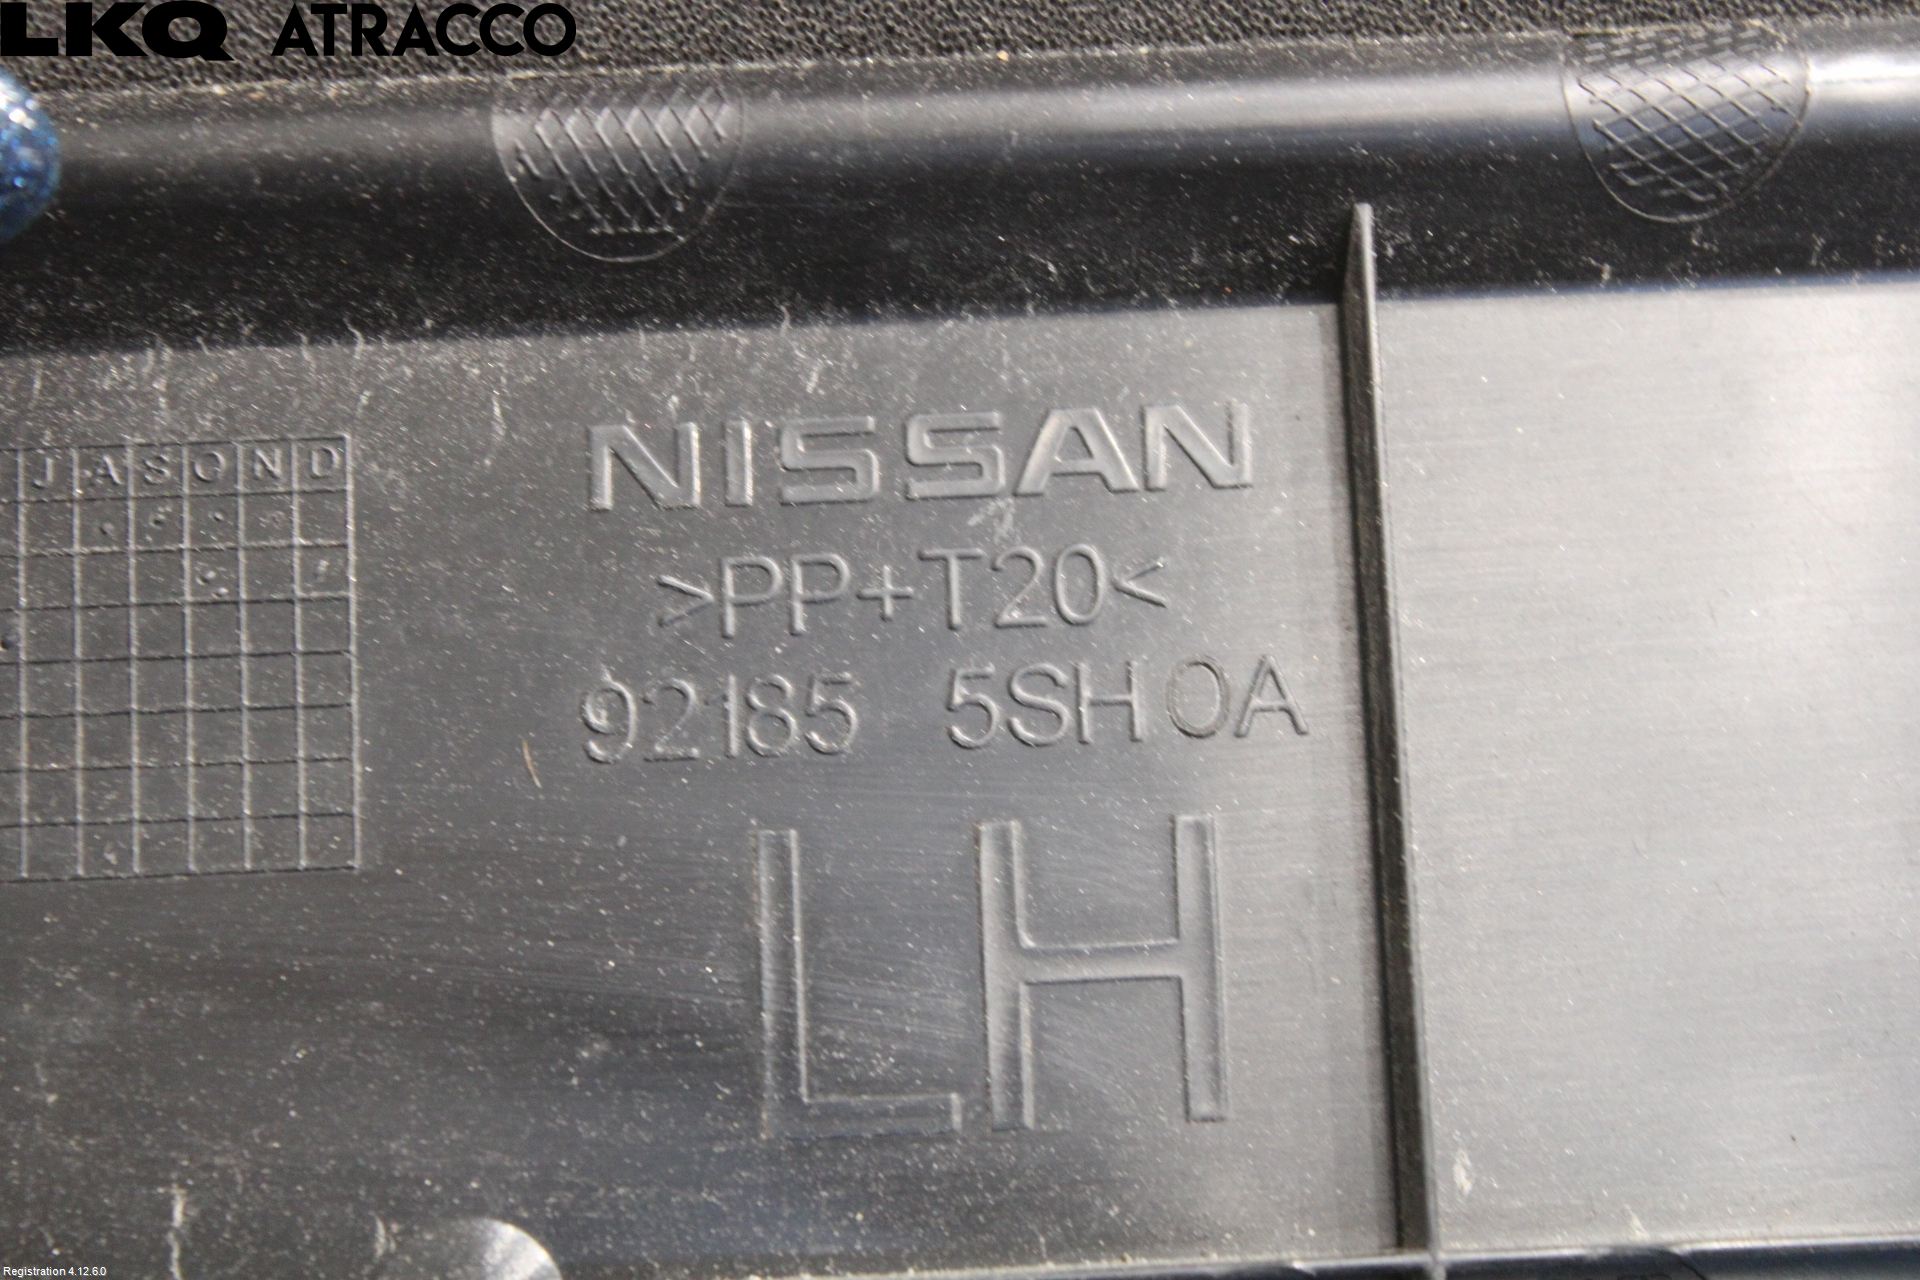 LKQ ATRACCO
NISSAN
J A S O N D
>PP+T20<
92185 5SH0A
LH
Registration 4.12.6.0